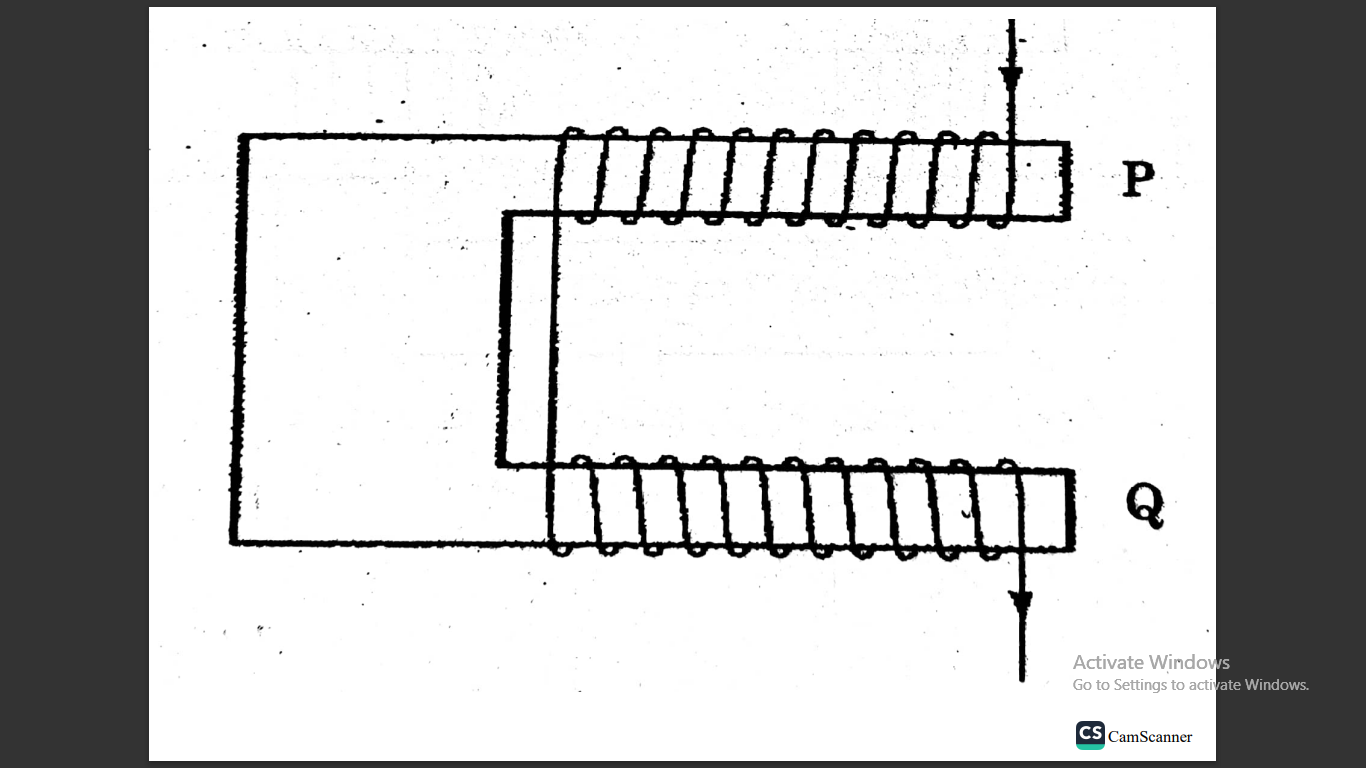 P
Q
Activate Windows
Go to Settings to activate Windows.
CS CamScanner